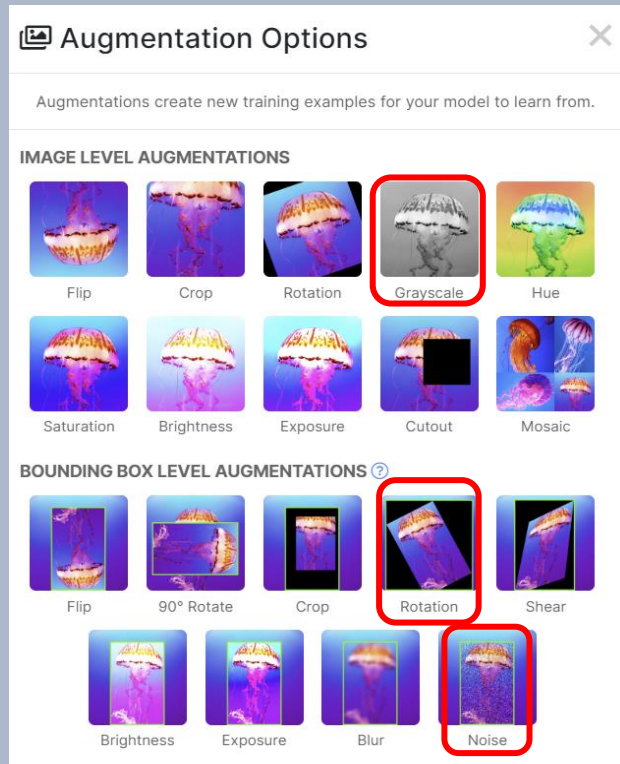 Augmentation Options
Augmentations create new training examples for your model to learn from.
IMAGE LEVEL AUGMENTATIONS
Flip Crop Rotation Grayscale Hue
Saturation Brightness Exposure Cutout Mosaic
BOUNDING BOX LEVEL AUGMENTATIONS ?
Flip 90° Rotate Crop Rotation Shear
Brightness Exposure Blur Noise